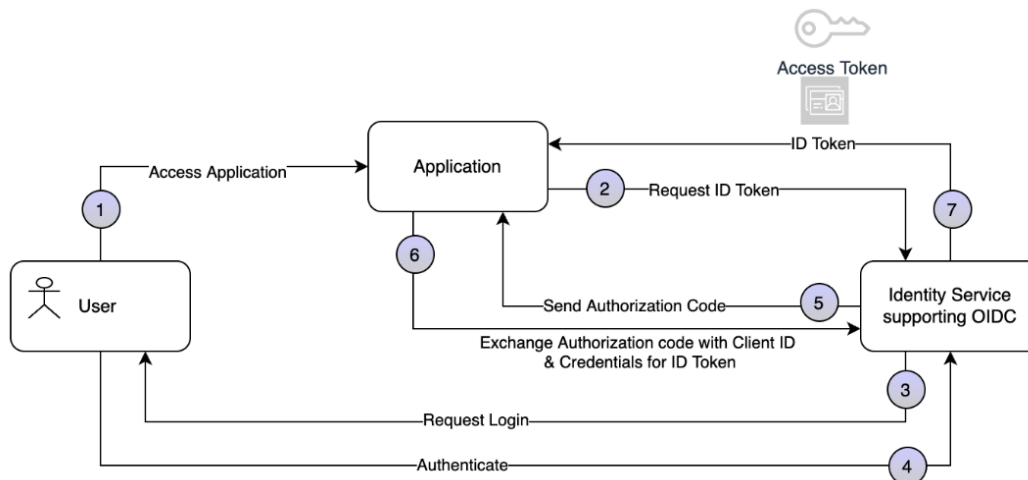 Access Token
ID Token
Application
Access Application
2
Request ID Token
1
7
6
User
Send Authorization Code
5
Identity Service
supporting OIDC
Exchange Authorization code with Client ID
& Credentials for ID Token
3
Request Login
Authenticate
4